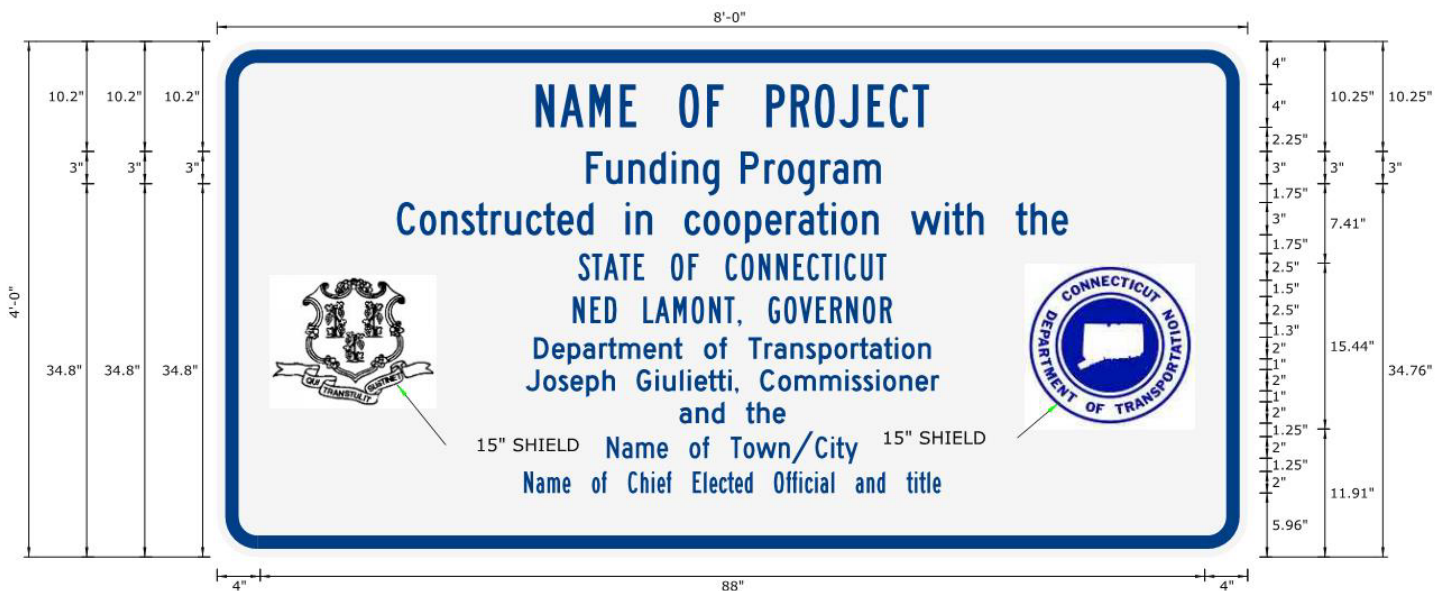 8'-0"
4'-0"
10.2" 10.2" 10.2"
3" 3" 3"
34.8" 34.8" 34.8"
NAME OF PROJECT
Funding Program
Constructed in cooperation with the
STATE OF CONNECTICUT
NED LAMONT, GOVERNOR
Department of Transportation
Joseph Giulietti, Commissioner
and the
Name of Town/City
Name of Chief Elected Official and title
QUI TRANSTULIT SUSTINET
15" SHIELD
CONNECTICUT
DEPARTMENT OF TRANSPORTATION
15" SHIELD
4"
4"
2.25"
3"
1.75"
3"
1.75"
2.5"
1.5"
2.5"
1.3"
2"
1"
2"
1"
2"
1.25"
2"
1.25"
2"
5.96"
10.25"
3"
7.41"
15.44"
11.91"
10.25"
3"
34.76"
4" 88" 4"